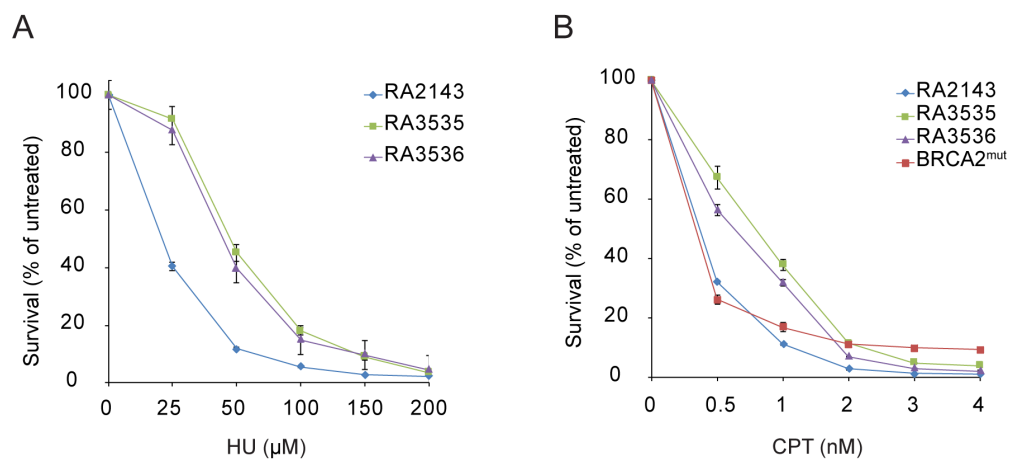 A
Survival (% of untreated)
100
80
60
40
20
0
0 25 50 100 150 200
HU (μM)
RA2143
RA3535
RA3536
B
Survival (% of untreated)
100
80
60
40
20
0
0 0.5 1 2 3 4
CPT (nM)
RA2143
RA3535
RA3536
BRCA2mut